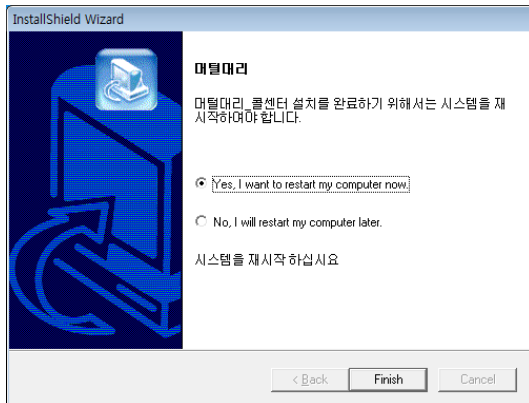 InstallShield Wizard
머털대리
머털대리_콜센터 설치를 완료하기 위해서는 시스템을 재
시작하여야 합니다.
Yes, I want to restart my computer now.
No, I will restart my computer later.
시스템을 재시작 하십시요
< Back
Finish
Cancel